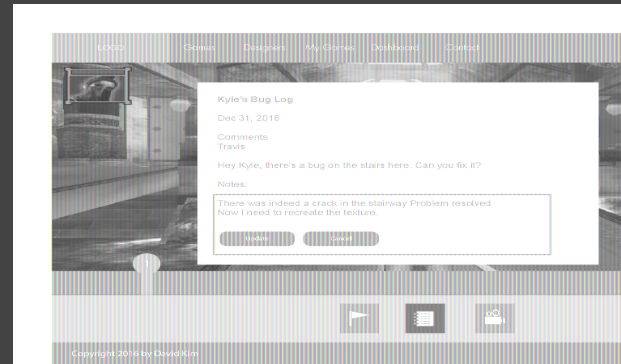 LOGO
Games Designers My Games Dashboard Contact
Kyle's Bug Log
Dec 31, 2016
Comments
Travis
Hey Kyle, there's a bug on the stairs here. Can you fix it?
Notes:
There was indeed a crack in the stairway Problem resolved
Now I need to recreate the texture.
Update Cancel
Copyright 2016 by David Kim